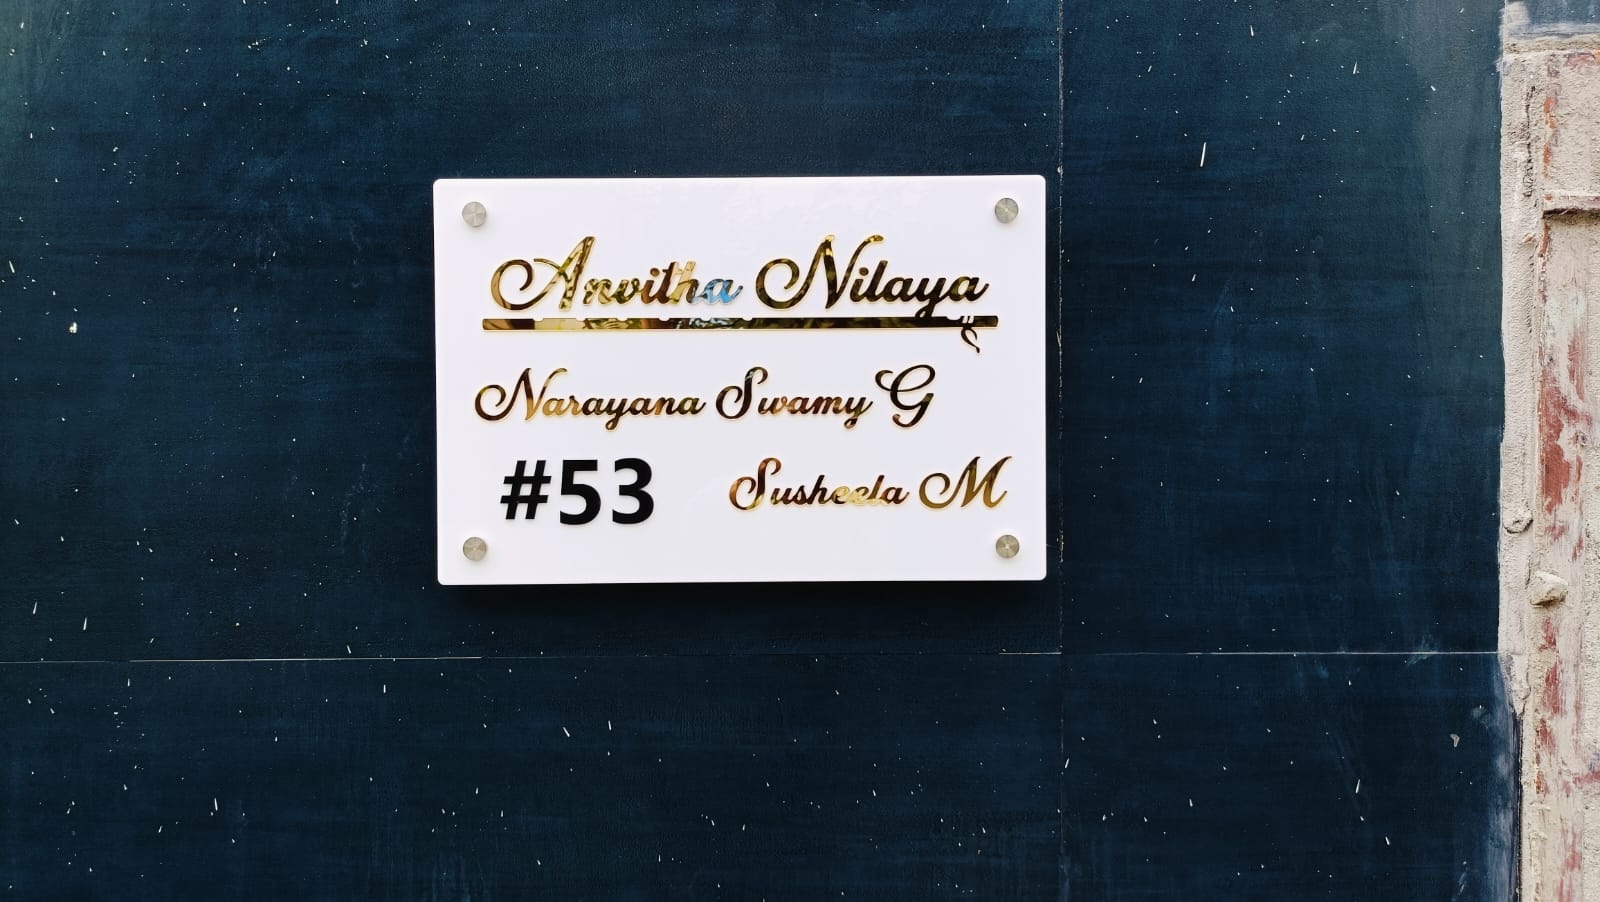 Anvitha Nilaya
Narayana Swamy G
#53
Susheela M